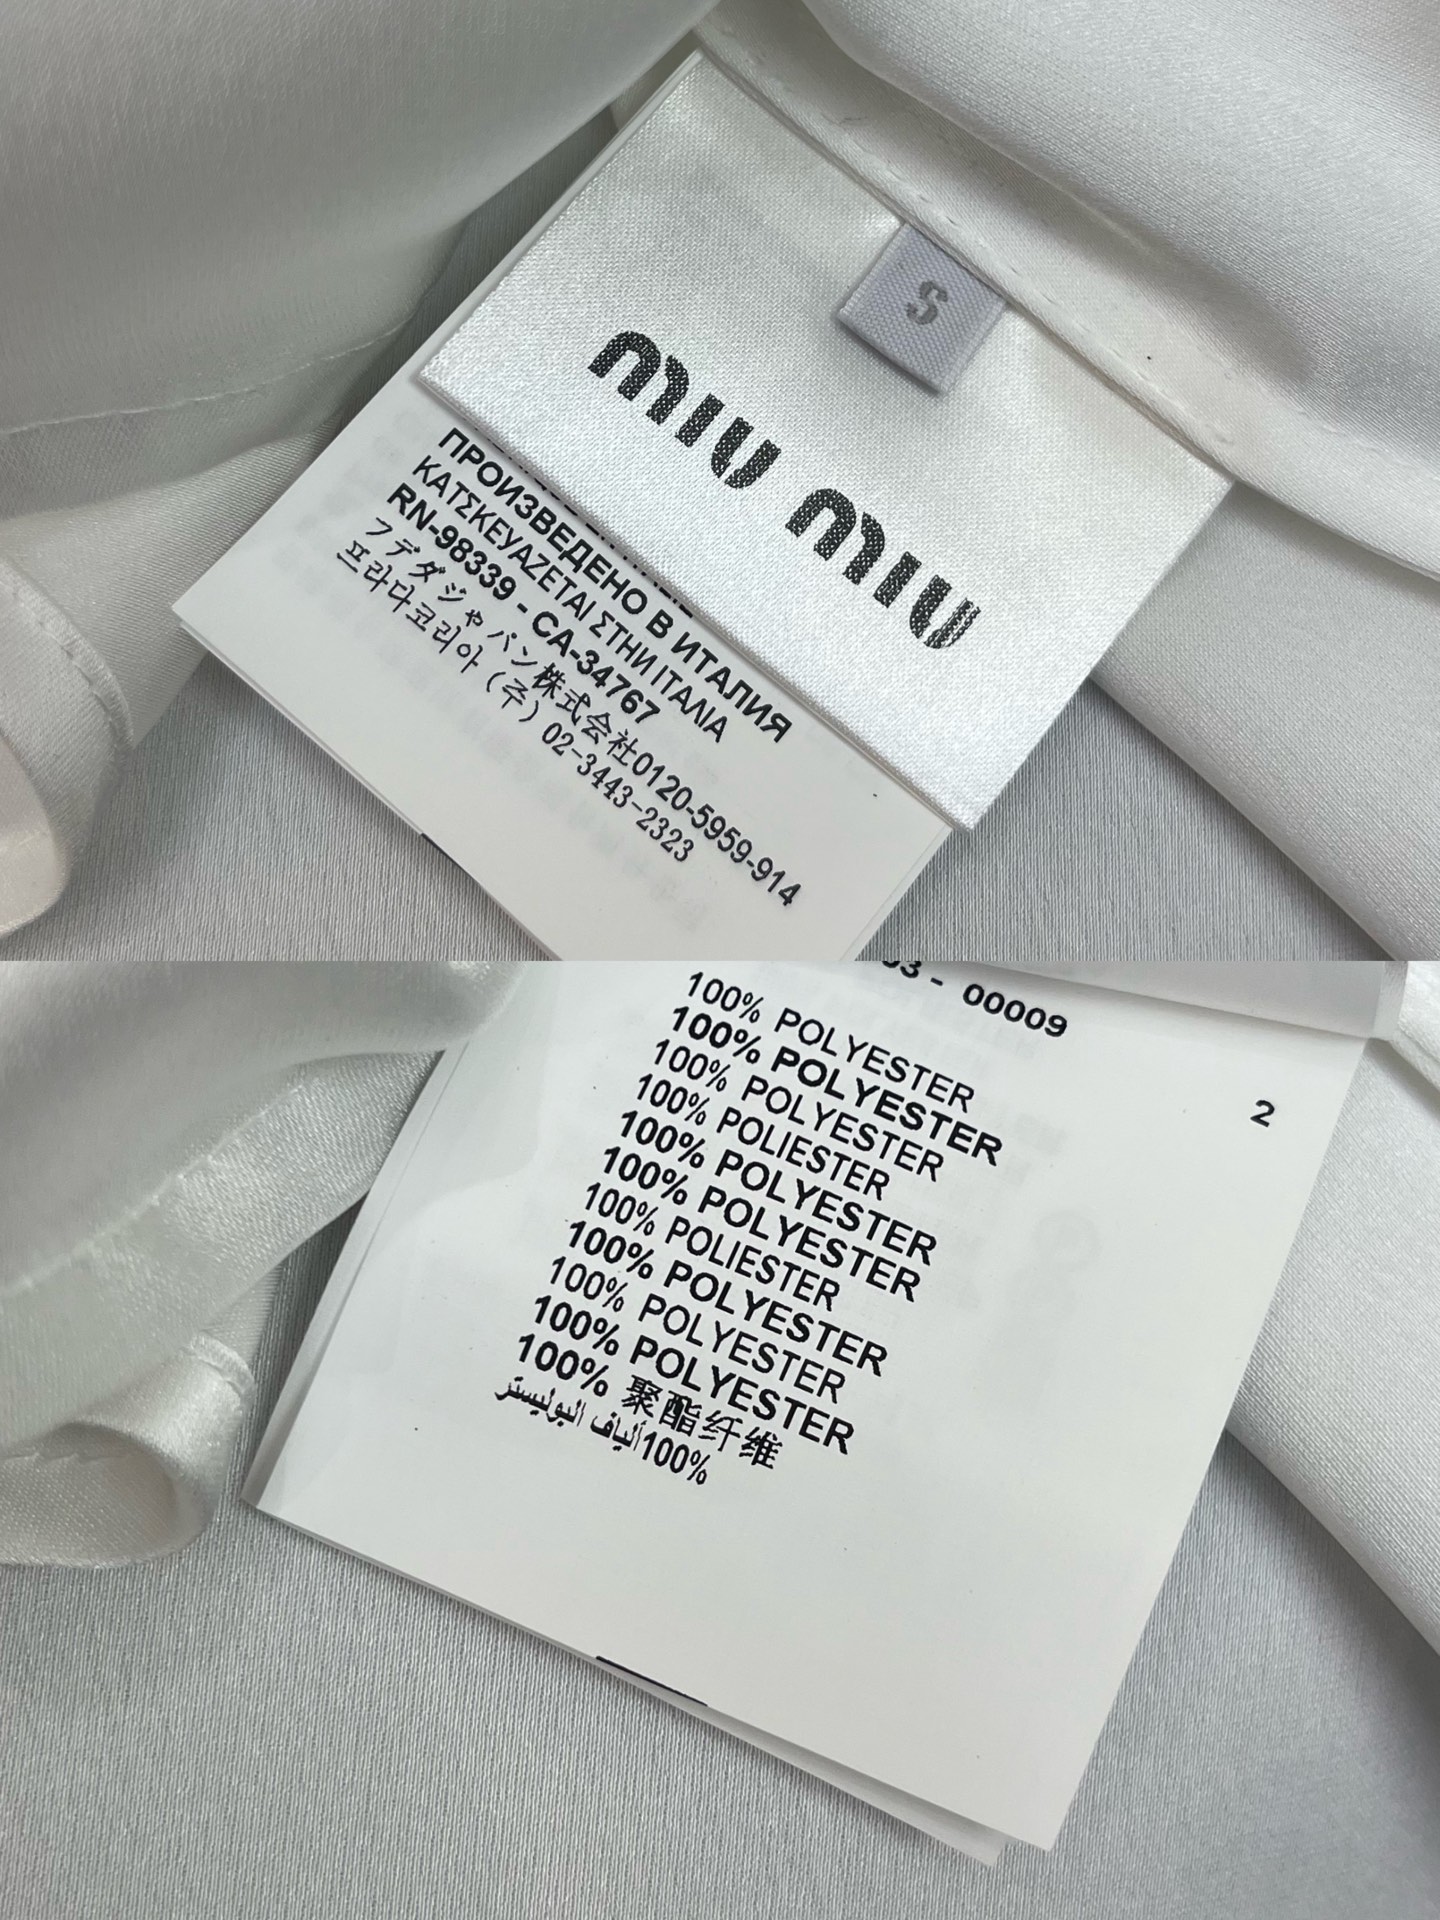 S
miu miu
ПРОИЗВЕДЕНО В ИТАЛИЯ
ΚΑΤΣΚΕΥΑΖΕΤΑΙ ΣΤΗΝ ΙΤΑΛΙΑ
RN-98339 - CA-34767
フデダジャパン株式会社0120-5959-914
프라다코리아 (주) 02-3443-2323
03 - 00009
2
100% POLYESTER
100% POLYESTER
100% POLYESTER
100% POLIESTER
100% POLYESTER
100% POLYESTER
100% POLIESTER
100% POLYESTER
100% POLYESTER
100% POLYESTER
100% 聚酯纤维
100% ألياف البوليستر